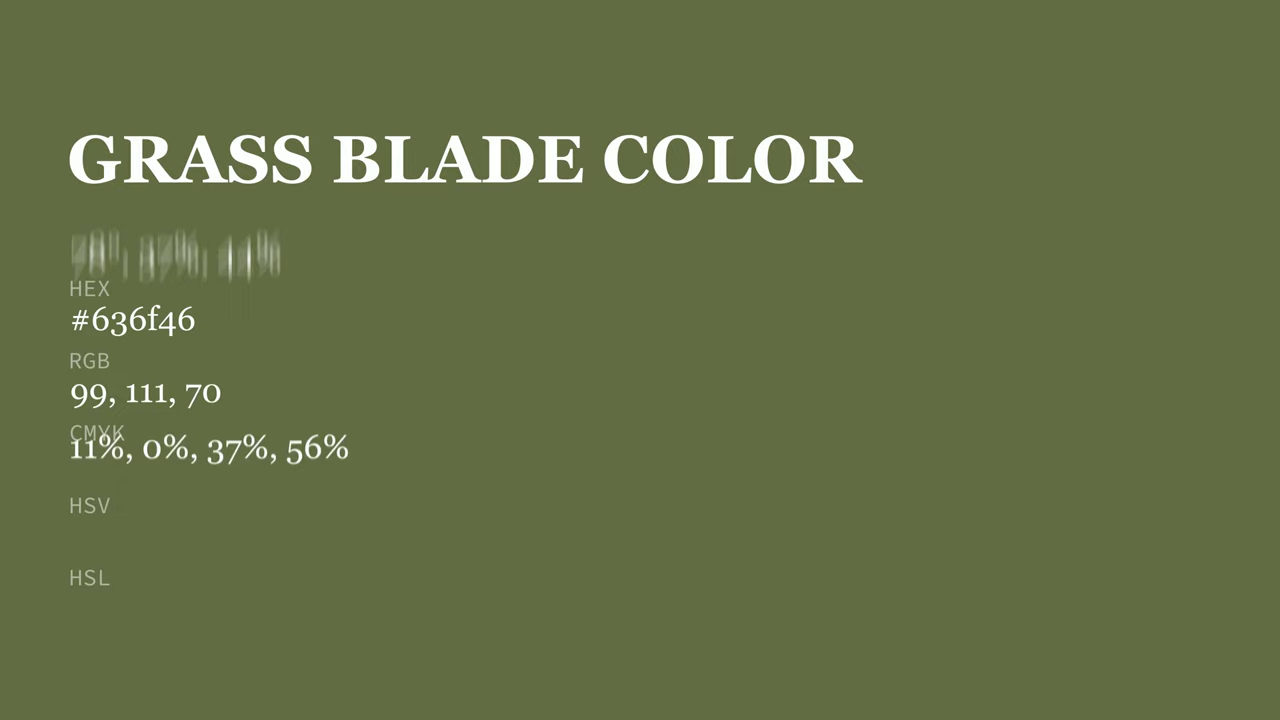 GRASS BLADE COLOR
HEX
#636f46
RGB
99, 111, 70
CMYK
11%, 0%, 37%, 56%
HSV
HSL